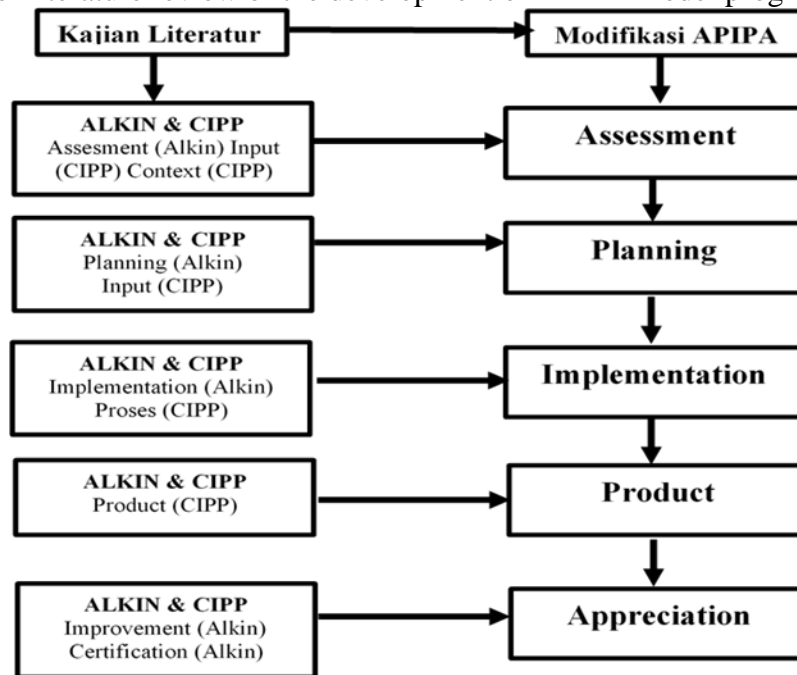 Kajian Literatur
Modifikasi APIPA
ALKIN & CIPP
Assesment (Alkin) Input
(CIPP) Context (CIPP)
Assessment
ALKIN & CIPP
Planning (Alkin)
Input (CIPP)
Planning
ALKIN & CIPP
Implementation (Alkin)
Proses (CIPP)
Implementation
ALKIN & CIPP
Product (CIPP)
Product
ALKIN & CIPP
Improvement (Alkin)
Certification (Alkin)
Appreciation